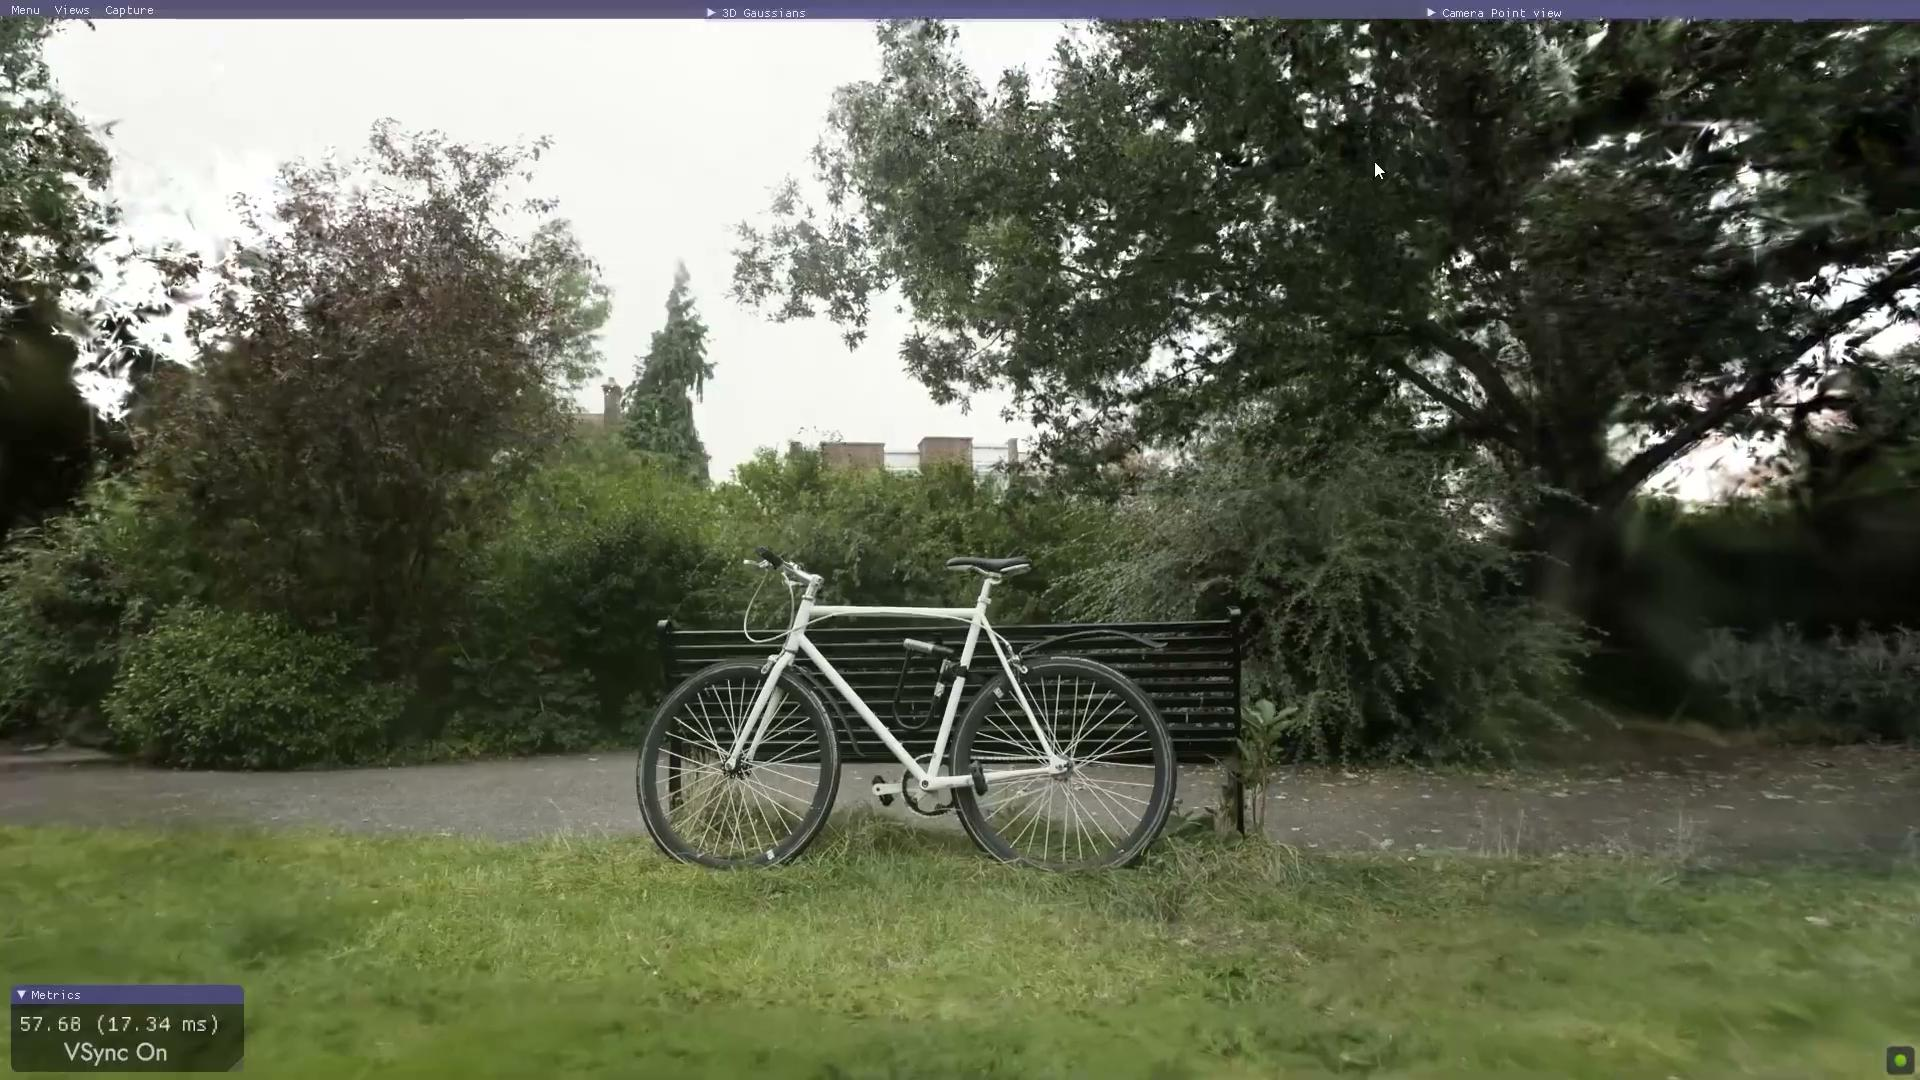 Menu Views Capture
▶ 3D Gaussians
▶ Camera Point view
▼ Metrics
57.68 (17.34 ms)
VSync On